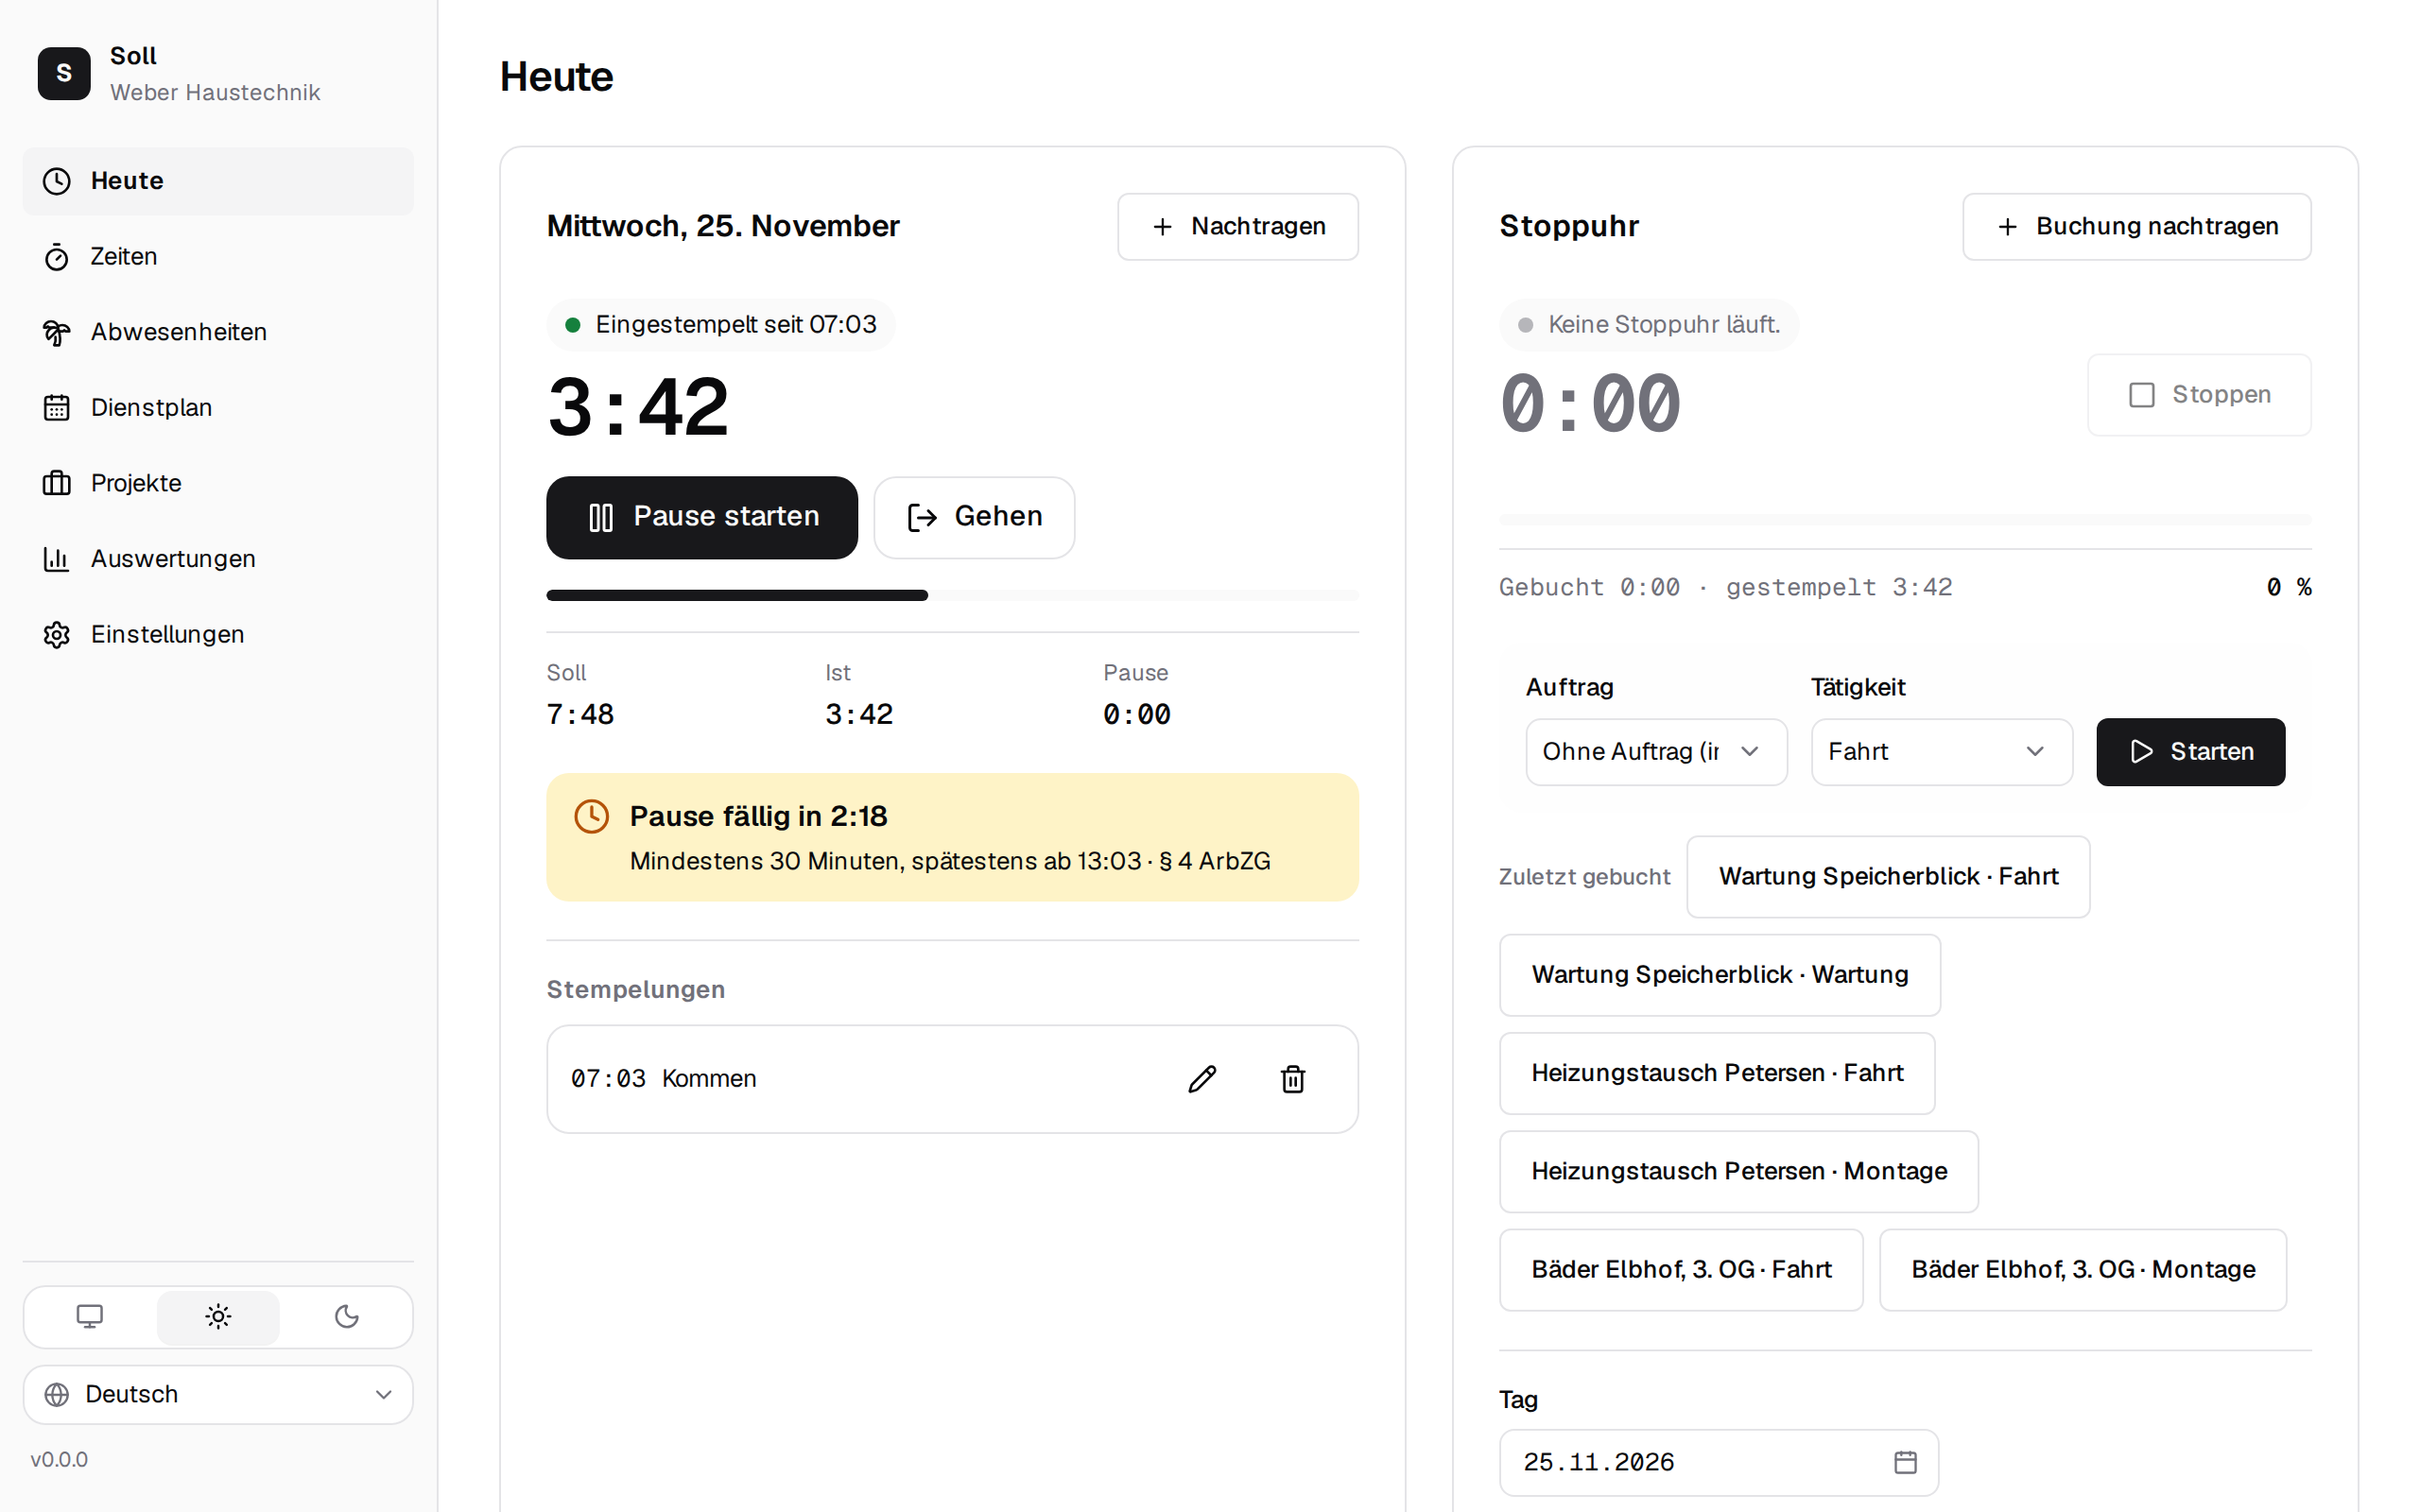 S
Soll
Weber Haustechnik
Heute
Zeiten
Abwesenheiten
Dienstplan
Projekte
Auswertungen
Einstellungen
Deutsch
v0.0.0
Heute
Mittwoch, 25. November
Nachtragen
Eingestempelt seit 07:03
3:42
Pause starten
Gehen
Soll
Ist
Pause
7:48
3:42
0:00
Pause fällig in 2:18
Mindestens 30 Minuten, spätestens ab 13:03 · § 4 ArbZG
Stempelungen
07:03 Kommen
Stoppuhr
Buchung nachtragen
Keine Stoppuhr läuft.
0:00
Stoppen
Gebucht 0:00 · gestempelt 3:42
0 %
Auftrag
Tätigkeit
Ohne Auftrag (in
Fahrt
Starten
Zuletzt gebucht
Wartung Speicherblick · Fahrt
Wartung Speicherblick · Wartung
Heizungstausch Petersen · Fahrt
Heizungstausch Petersen · Montage
Bäder Elbhof, 3. OG · Fahrt
Bäder Elbhof, 3. OG · Montage
Tag
25.11.2026